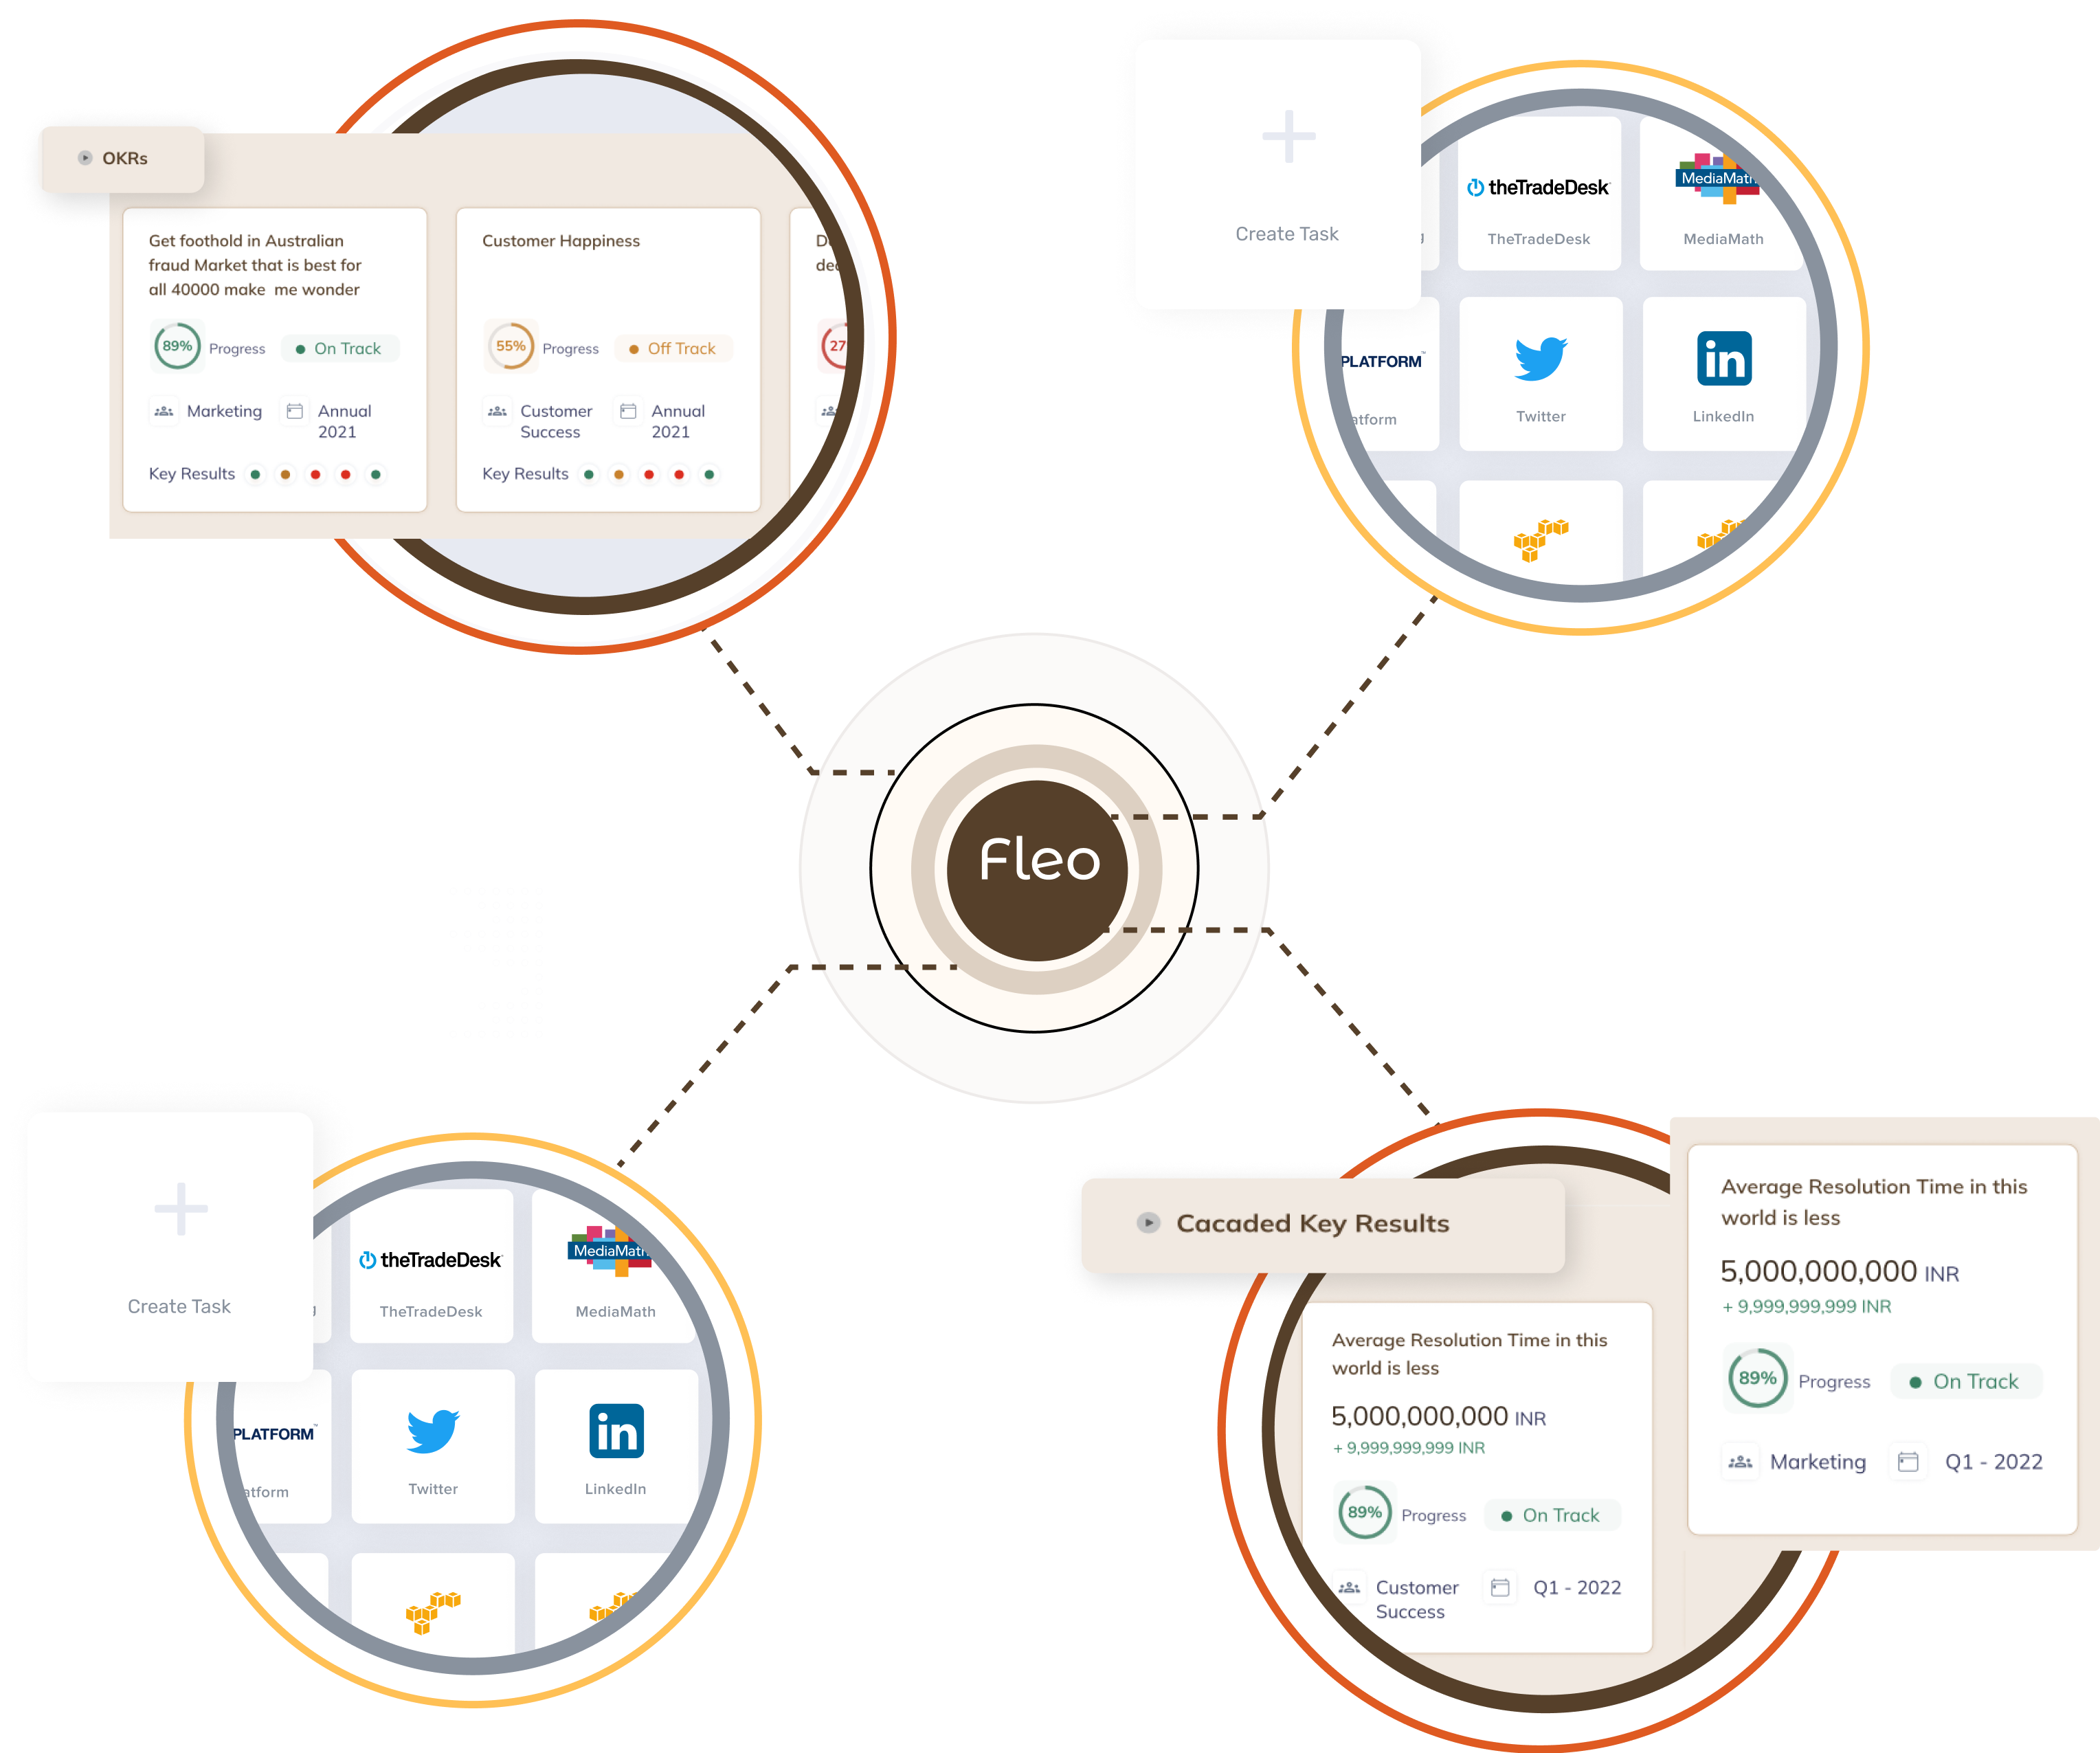 OKRs
Get foothold in Australian
fraud Market that is best for
all 40000 make me wonder
89% Progress On Track
Marketing Annual
2021
Key Results
Customer Happiness
55% Progress Off Track
Customer Annual
Success 2021
Key Results
27
Create Task
theTradeDesk
TheTradeDesk
MediaMath
MediaMath
PLATFORM
atform
Twitter
in
LinkedIn
Fleo
Create Task
theTradeDesk
TheTradeDesk
MediaMath
MediaMath
PLATFORM
atform
Twitter
in
LinkedIn
Cacaded Key Results
Average Resolution Time in this
world is less
5,000,000,000 INR
+ 9,999,999,999 INR
89% Progress On Track
Customer Q1 - 2022
Success
Average Resolution Time in this
world is less
5,000,000,000 INR
+ 9,999,999,999 INR
89% Progress On Track
Marketing Q1 - 2022